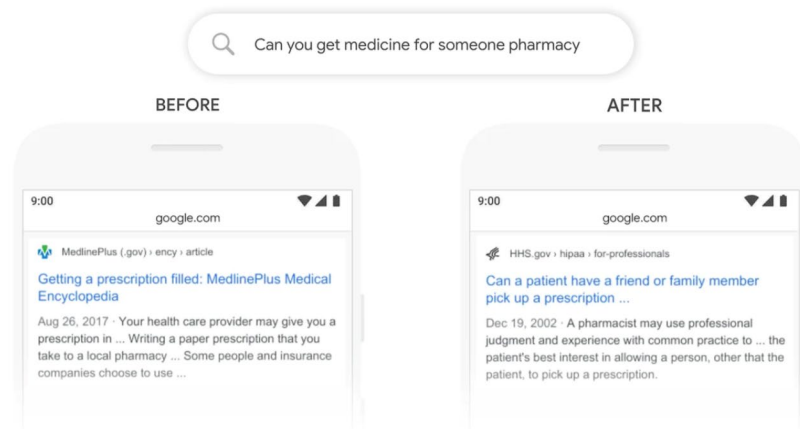 Can you get medicine for someone pharmacy
BEFORE
9:00
google.com
MedlinePlus (.gov) › ency › article
Getting a prescription filled: MedlinePlus Medical
Encyclopedia
Aug 26, 2017 · Your health care provider may give you a
prescription in ... Writing a paper prescription that you
take to a local pharmacy ... Some people and insurance
companies choose to use ...
AFTER
9:00
google.com
HHS.gov › hipaa › for-professionals
Can a patient have a friend or family member
pick up a prescription ...
Dec 19, 2002 · A pharmacist may use professional
judgment and experience with common practice to ... the
patient's best interest in allowing a person, other that the
patient, to pick up a prescription.